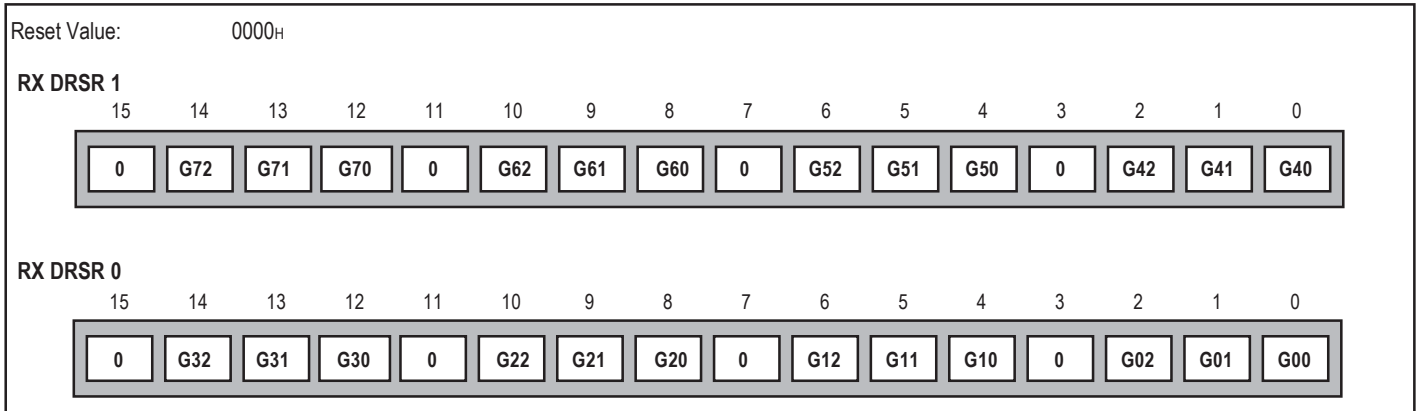 Reset Value: 0000H
RX DRSR 1
15 14 13 12 11 10 9 8 7 6 5 4 3 2 1 0
0 G72 G71 G70 0 G62 G61 G60 0 G52 G51 G50 0 G42 G41 G40
RX DRSR 0
15 14 13 12 11 10 9 8 7 6 5 4 3 2 1 0
0 G32 G31 G30 0 G22 G21 G20 0 G12 G11 G10 0 G02 G01 G00